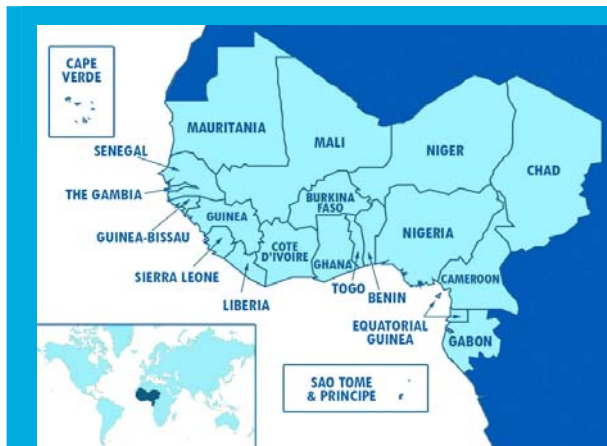 CAPE
VERDE
MAURITANIA
MALI
NIGER
CHAD
SENEGAL
THE GAMBIA
GUINEA-BISSAU
GUINEA
SIERRA LEONE
LIBERIA
COTE
D'IVOIRE
BURKINA
FASO
GHANA
TOGO
BENIN
NIGERIA
CAMEROON
EQUATORIAL
GUINEA
GABON
SAO TOME
& PRINCIPE